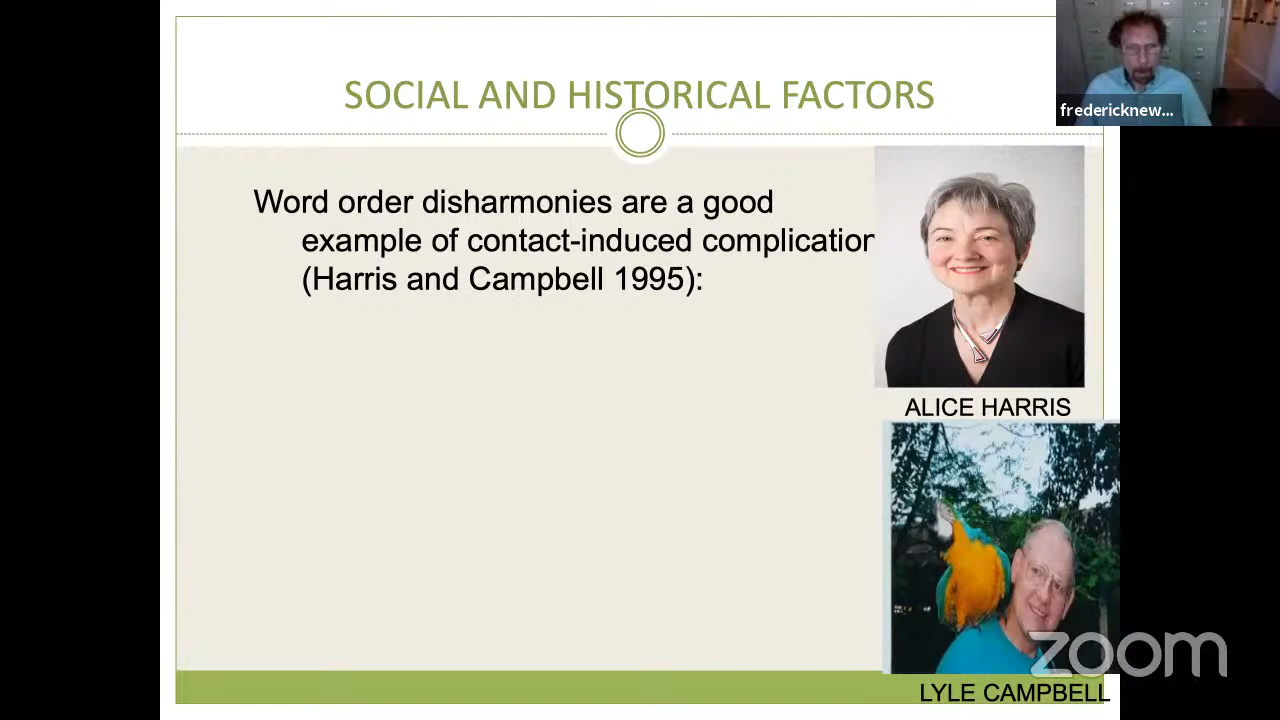 SOCIAL AND HISTORICAL FACTORS
fredericknew...
Word order disharmonies are a good
example of contact-induced complication
(Harris and Campbell 1995):
ALICE HARRIS
zoom
LYLE CAMPBELL